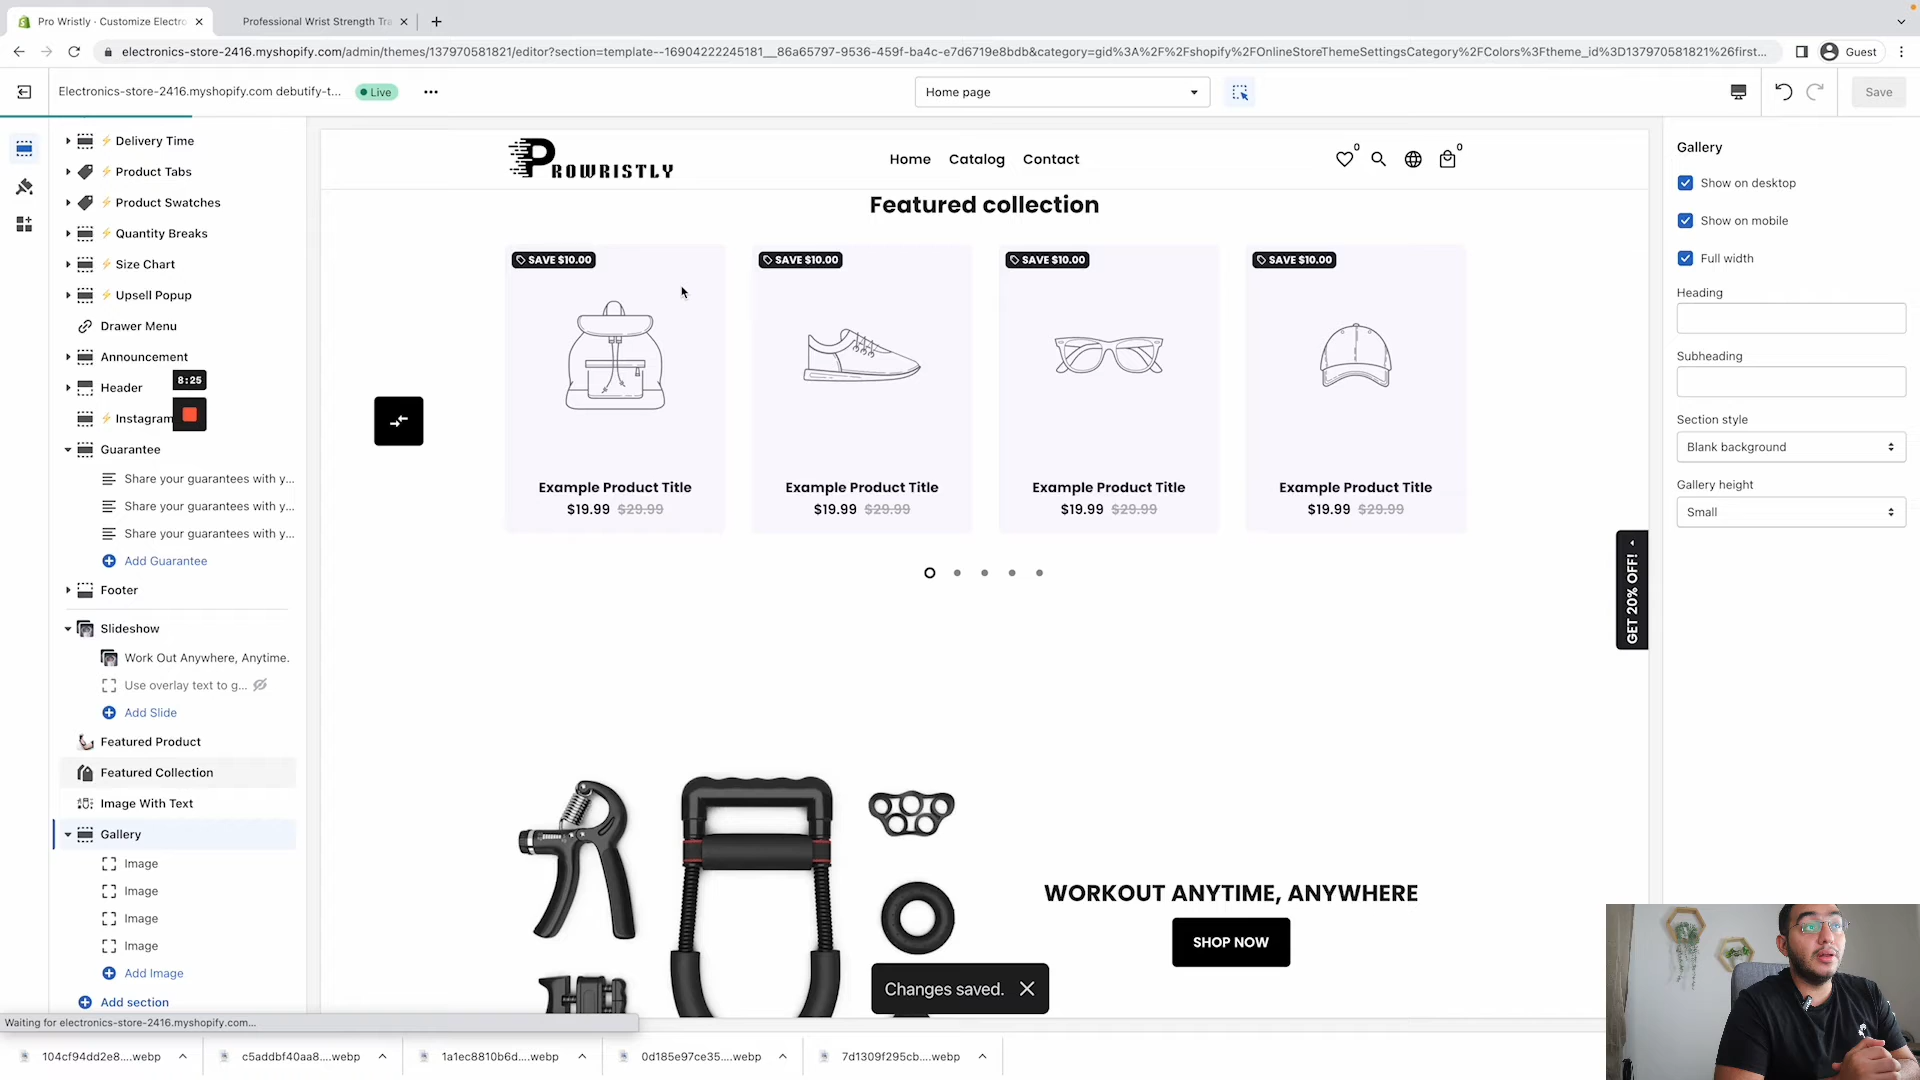 Pro Wristly · Customize Electro
Professional Wrist Strength Tra
electronics-store-2416.myshopify.com/admin/themes/137970581821/editor?section=template--16904222245181__86a65797-9536-459f-ba4c-e7d6719e8bdb&category=gid%3A%2F%2Fshopify%2FOnlineStoreThemeSettingsCategory%2FColors%3Ftheme_id%3D137970581821%26first...
Guest
Electronics-store-2416.myshopify.com debutify-t...
Live
Home page
Save
Delivery Time
Product Tabs
Product Swatches
Quantity Breaks
Size Chart
Upsell Popup
Drawer Menu
Announcement
Header
8:25
Instagram
Guarantee
Share your guarantees with y...
Share your guarantees with y...
Share your guarantees with y...
Add Guarantee
Footer
Slideshow
Work Out Anywhere, Anytime.
Use overlay text to g...
Add Slide
Featured Product
Featured Collection
Image With Text
Gallery
Image
Image
Image
Image
Add Image
Add section
PROWRISTLY
Home Catalog Contact
0
0
Featured collection
SAVE $10.00
SAVE $10.00
SAVE $10.00
SAVE $10.00
Example Product Title
$19.99 $29.99
Example Product Title
$19.99 $29.99
Example Product Title
$19.99 $29.99
Example Product Title
$19.99 $29.99
GET 20% OFF!
WORKOUT ANYTIME, ANYWHERE
SHOP NOW
Changes saved.
Gallery
Show on desktop
Show on mobile
Full width
Heading
Subheading
Section style
Blank background
Gallery height
Small
Waiting for electronics-store-2416.myshopify.com...
104cf94dd2e8....webp
c5addbf40aa8....webp
1a1ec8810b6d....webp
0d185e97ce35....webp
7d1309f295cb....webp